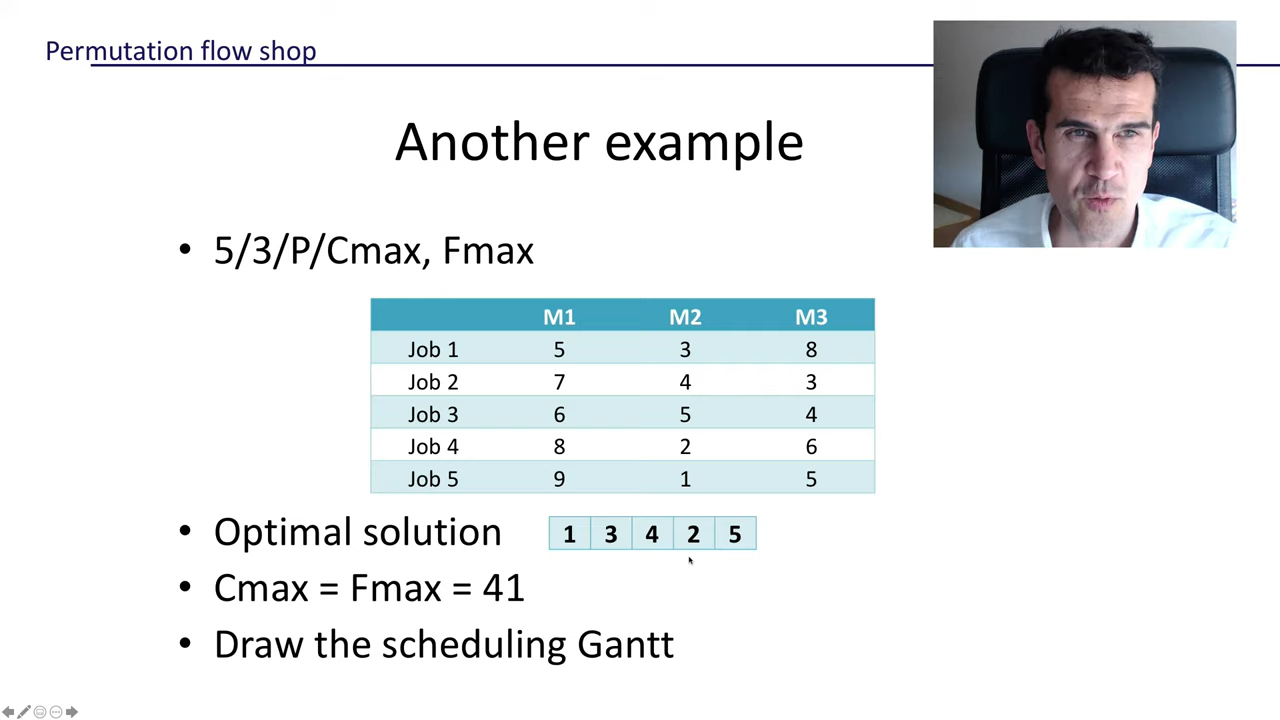 Permutation flow shop
Another example
• 5/3/P/Cmax, Fmax
M1 M2 M3
Job 1 5 3 8
Job 2 7 4 3
Job 3 6 5 4
Job 4 8 2 6
Job 5 9 1 5
• Optimal solution 1 3 4 2 5
• Cmax = Fmax = 41
• Draw the scheduling Gantt